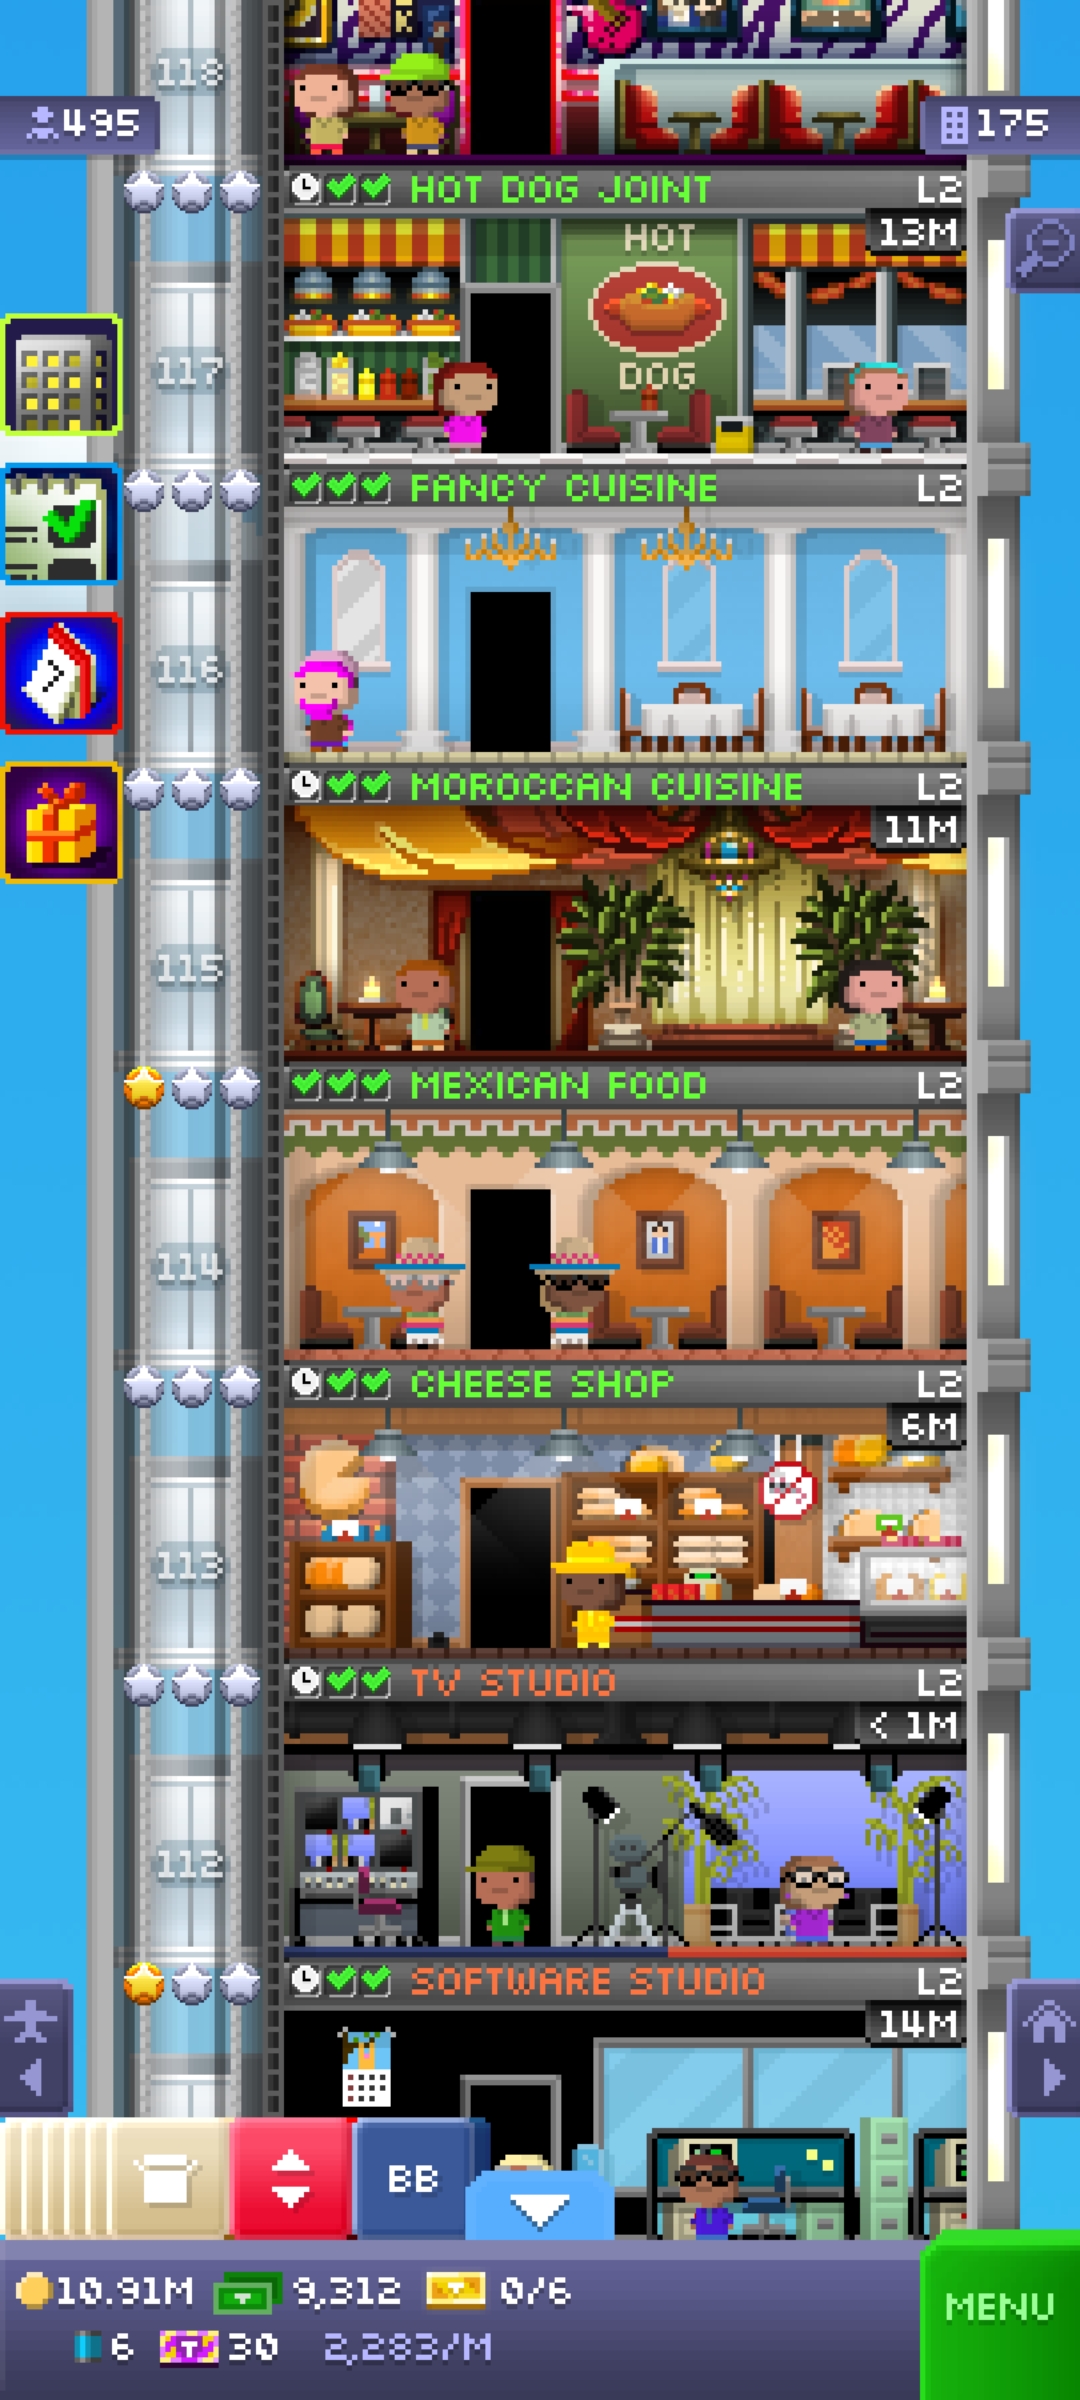 118
495
175
HOT DOG JOINT L2
13M
HOT
117
DOG
FANCY CUISINE L2
116
MOROCCAN CUISINE L2
11M
115
MEXICAN FOOD L2
114
CHEESE SHOP L2
6M
113
TV STUDIO L2
< 1M
112
SOFTWARE STUDIO L2
14M
BB
10.91M 9,312 0/6
MENU
6 T 30 2,283/M